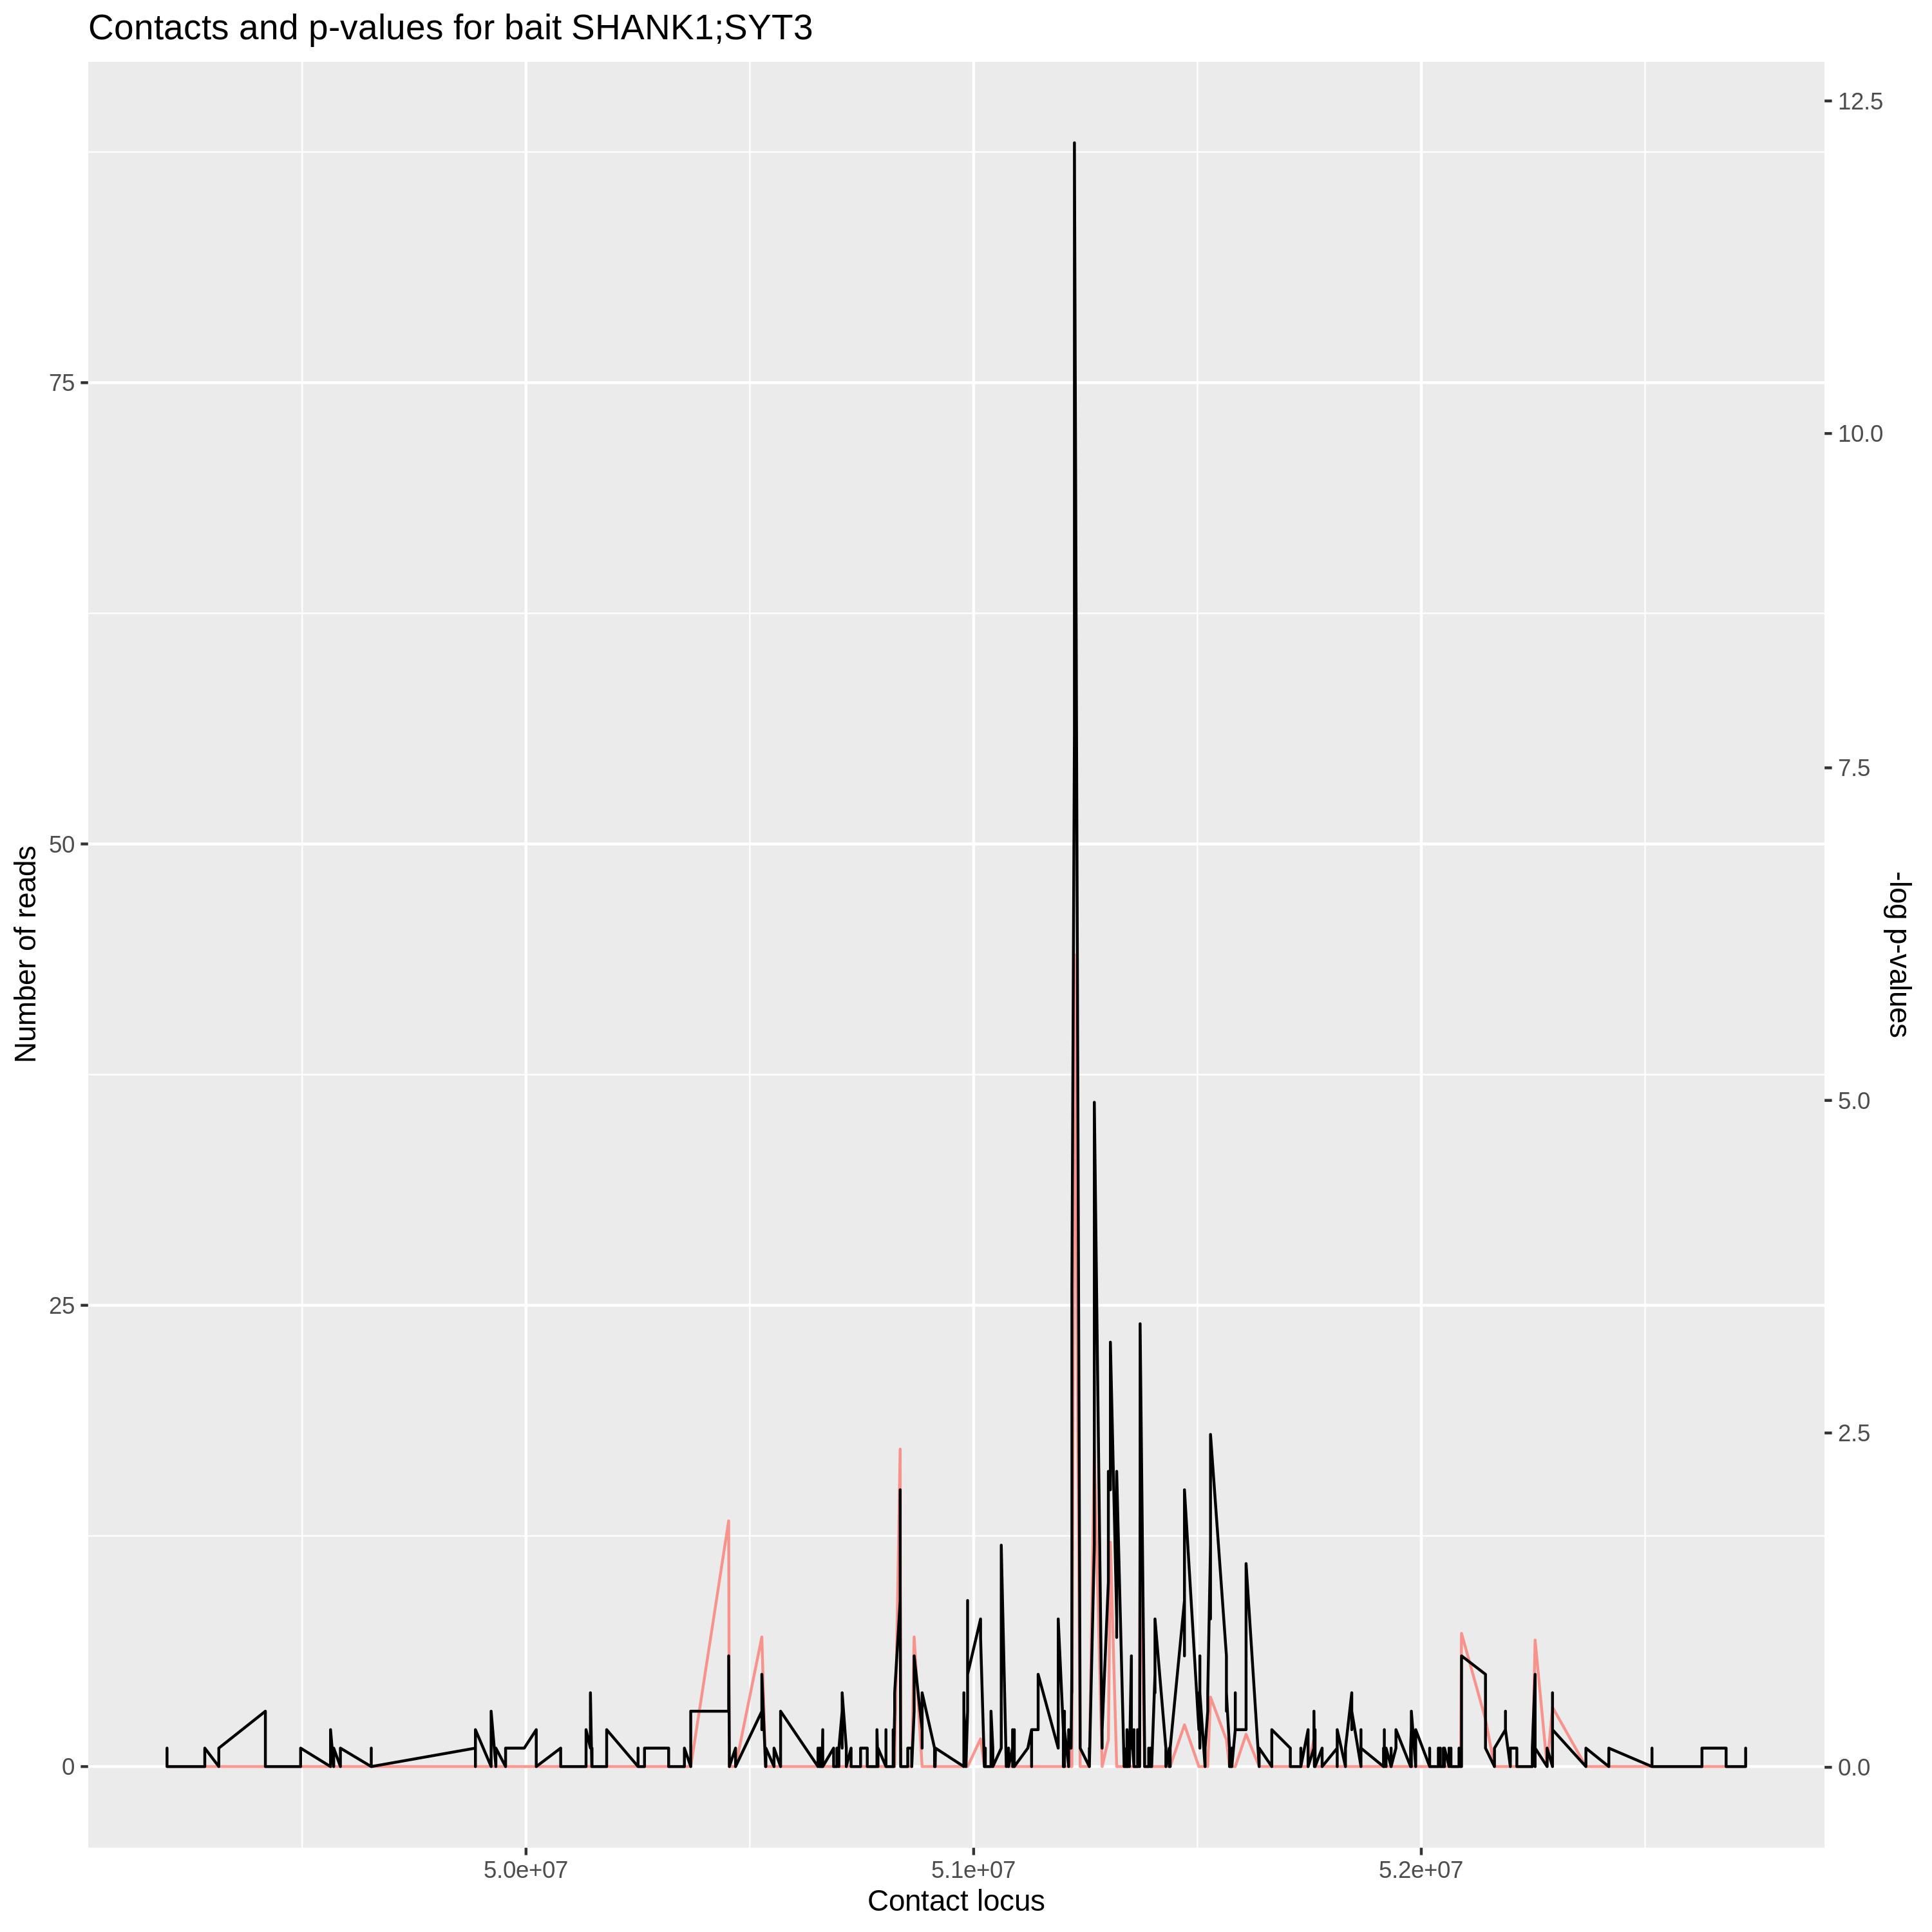 Contacts and p-values for bait SHANK1;SYT3
12.5
10.0
7.5
5.0
2.5
0.0
-log p-values
75
50
25
0
Number of reads
5.0e+07 5.1e+07 5.2e+07
Contact locus